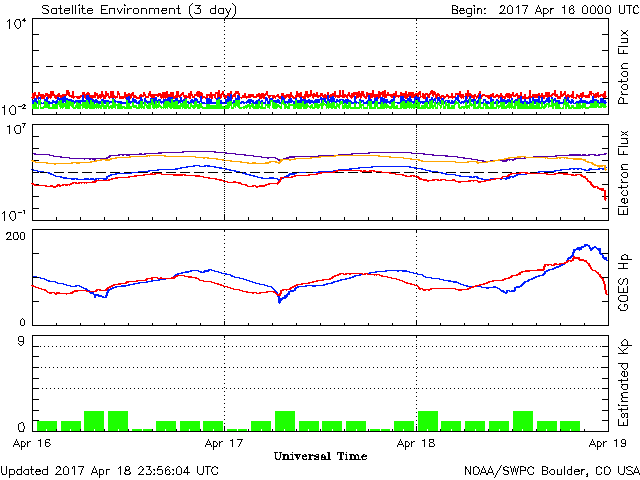 Satellite Environment (3 day) Begin: 2017 Apr 16 0000 UTC
10^4
10^-2
Proton Flux
10^7
10^-1
Electron Flux
200
0
GOES Hp
9
0
Estimated Kp
Apr 16 Apr 17 Apr 18 Apr 19
Universal Time
Updated 2017 Apr 18 23:56:04 UTC NOAA/SWPC Boulder, CO USA